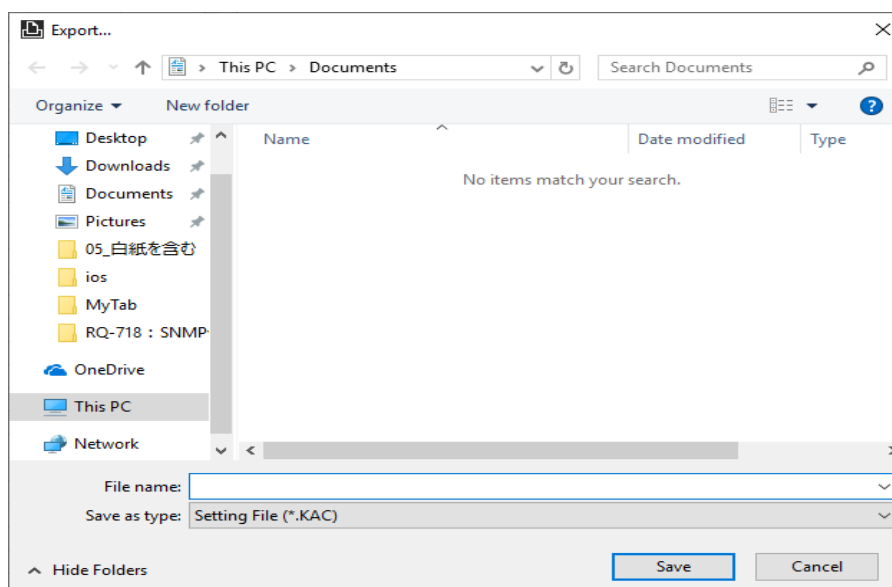 Export...
This PC > Documents
Search Documents
Organize
New folder
?
Name
Date modified
Type
No items match your search.
Desktop
Downloads
Documents
Pictures
05_白紙を含む
ios
MyTab
RQ-718：SNMP
OneDrive
This PC
Network
File name:
Save as type: Setting File (*.KAC)
Hide Folders
Save
Cancel